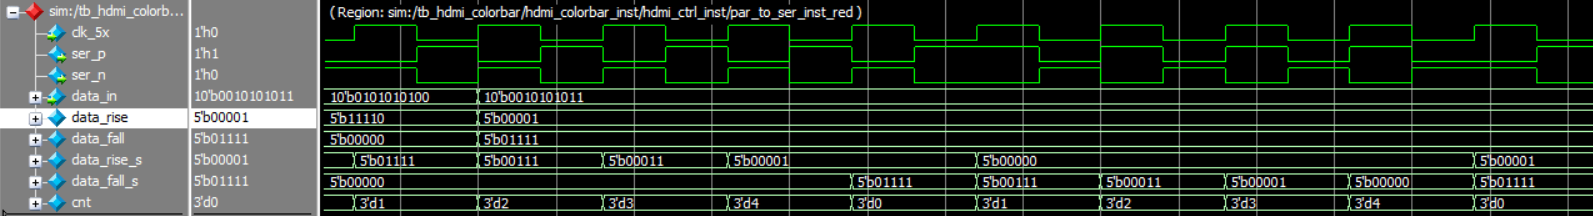 sim:/tb_hdmi_colorb... ( Region: sim:/tb_hdmi_colorbar/hdmi_colorbar_inst/hdmi_ctrl_inst/par_to_ser_inst_red )
clk_5x 1'h0
ser_p 1'h1
ser_n 1'h0
data_in 10'b0010101011 10'b0101010100 10'b0010101011
data_rise 5'b00001 5'b11110 5'b00001
data_fall 5'b01111 5'b00000 5'b01111
data_rise_s 5'b00001 5'b01111 5'b00111 5'b00011 5'b00001 5'b00000 5'b00001
data_fall_s 5'b01111 5'b00000 5'b01111 5'b00111 5'b00011 5'b00001 5'b00000 5'b01111
cnt 3'd0 3'd1 3'd2 3'd3 3'd4 3'd0 3'd1 3'd2 3'd3 3'd4 3'd0